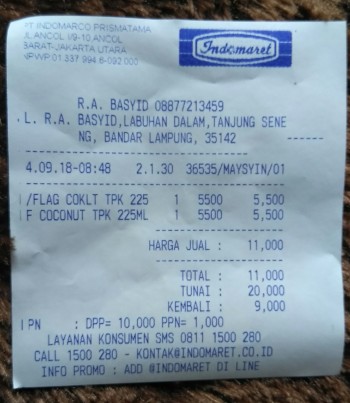 PT INDOMARCO PRISMATAMA
JL ANCOL I/9-10, ANCOL
BARAT-JAKARTA UTARA
NPWP 01.337.994.6-092.000
Indomaret
R.A. BASYID 08877213459
. L. R.A. BASYID,LABUHAN DALAM,TANJUNG SENE
NG, BANDAR LAMPUNG, 35142
4.09.18-08:48 2.1.30 36535/MAYSYIN/01
/FLAG COKLT TPK 225 1 5500 5,500
F COCONUT TPK 225ML 1 5500 5,500
HARGA JUAL : 11,000
TOTAL : 11,000
TUNAI : 20,000
KEMBALI : 9,000
PN : DPP= 10,000 PPN= 1,000
LAYANAN KONSUMEN SMS 0811 1500 280
CALL 1500 280 - KONTAK@INDOMARET.CO.ID
INFO PROMO : ADD @INDOMARET DI LINE